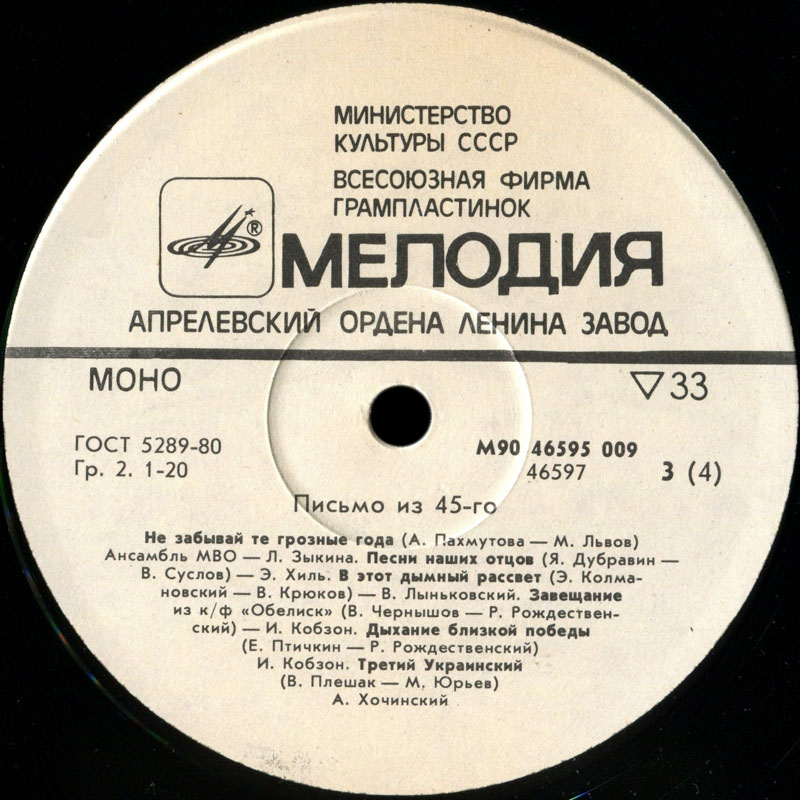 МИНИСТЕРСТВО
КУЛЬТУРЫ СССР
ВСЕСОЮЗНАЯ ФИРМА
ГРАМПЛАСТИНОК
®
МЕЛОДИЯ
АПРЕЛЕВСКИЙ ОРДЕНА ЛЕНИНА ЗАВОД
МОНО ▽33
ГОСТ 5289-80 М90 46595 009
Гр. 2. 1-20 46597 3 (4)
Письмо из 45-го
Не забывай те грозные года (А. Пахмутова — М. Львов)
Ансамбль МВО — Л. Зыкина. Песни наших отцов (Я. Дубравин —
В. Суслов) — Э. Хиль. В этот дымный рассвет (Э. Колма-
новский — В. Крюков) — В. Лыньковский. Завещание
из к/ф «Обелиск» (В. Чернышов — Р. Рождествен-
ский) — И. Кобзон. Дыхание близкой победы
(Е. Птичкин — Р. Рождественский)
И. Кобзон. Третий Украинский
(В. Плешак — М. Юрьев)
А. Хочинский